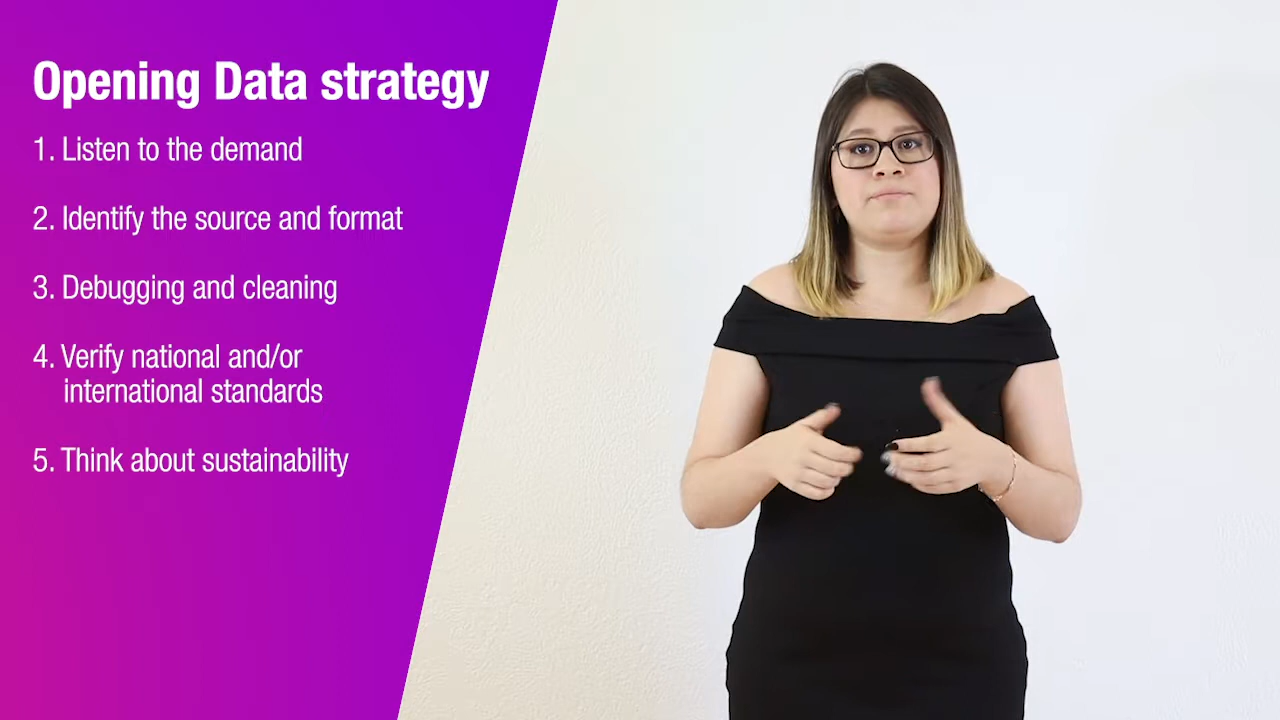 Opening Data strategy
1. Listen to the demand
2. Identify the source and format
3. Debugging and cleaning
4. Verify national and/or
international standards
5. Think about sustainability